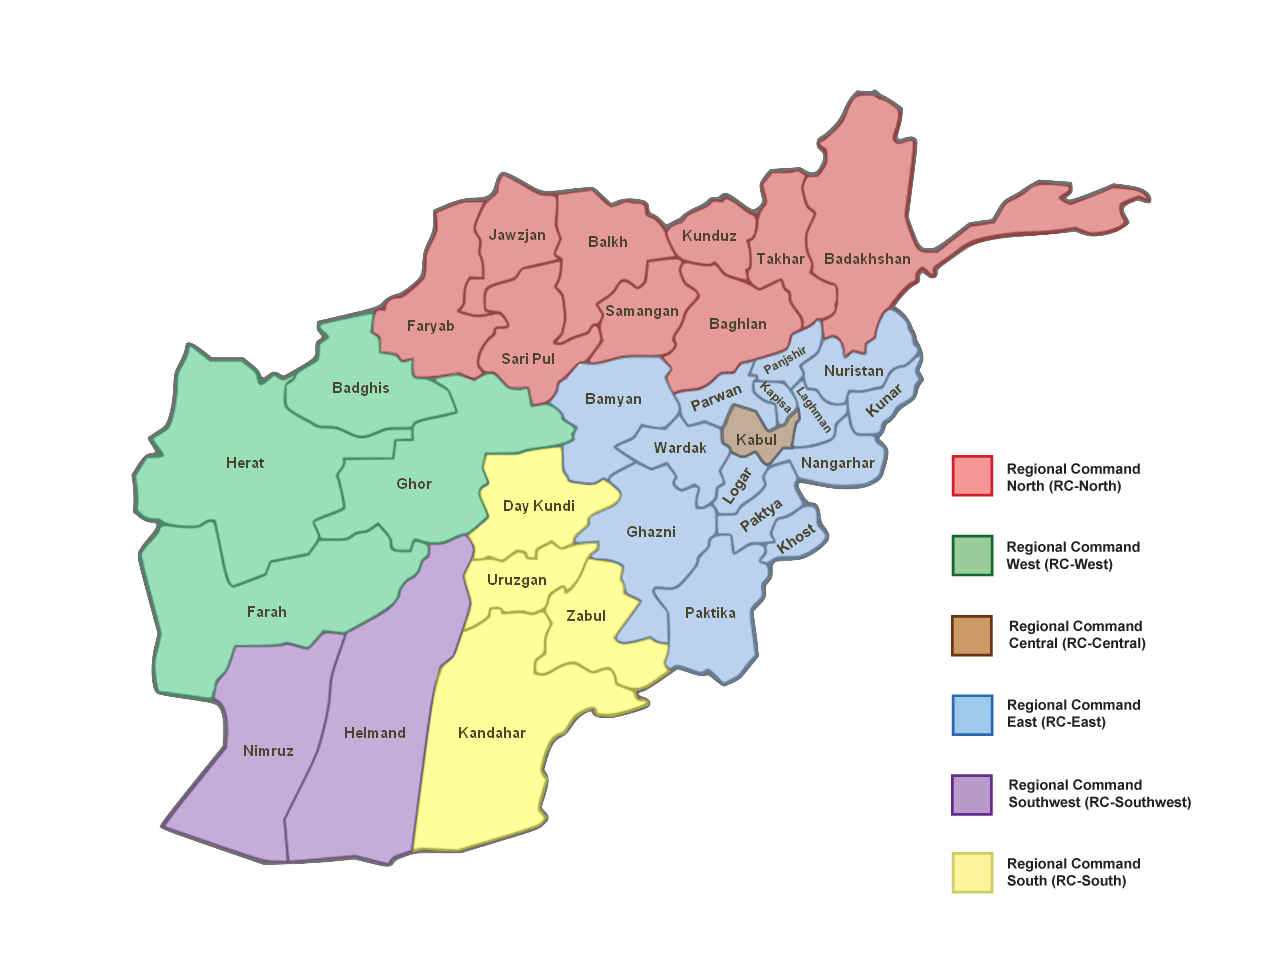 Jawzjan
Balkh
Kunduz
Takhar
Badakhshan
Faryab
Samangan
Baghlan
Sari Pul
Panjshir
Nuristan
Badghis
Bamyan
Parwan
Kapisa
Laghman
Kunar
Kabul
Wardak
Herat
Ghor
Nangarhar
Logar
Day Kundi
Ghazni
Paktya
Khost
Uruzgan
Farah
Zabul
Paktika
Nimruz
Helmand
Kandahar
Regional Command
North (RC-North)
Regional Command
West (RC-West)
Regional Command
Central (RC-Central)
Regional Command
East (RC-East)
Regional Command
Southwest (RC-Southwest)
Regional Command
South (RC-South)